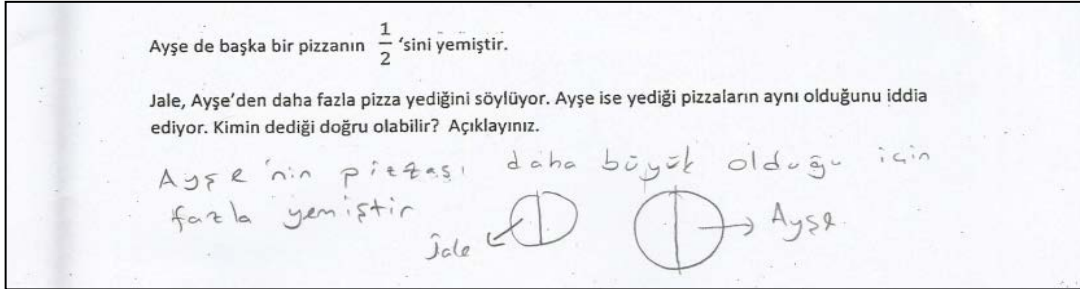 Ayşe de başka bir pizzanın 1/2 'sini yemiştir.
Jale, Ayşe'den daha fazla pizza yediğini söylüyor. Ayşe ise yediği pizzaların aynı olduğunu iddia
ediyor. Kimin dediği doğru olabilir? Açıklayınız.
Ayşe'nin pizzası daha büyük olduğu için
fazla yemiştir
Jale
Ayşe